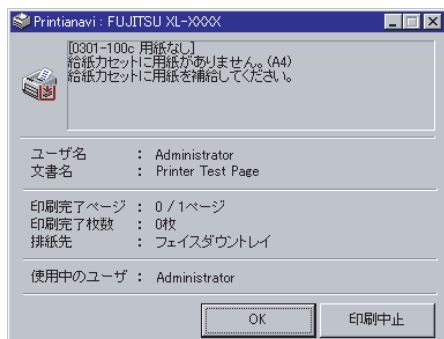 Printianavi : FUJITSU XL-XXXX
[0301-100c 用紙なし]
給紙カセットに用紙がありません。(A4)
給紙カセットに用紙を補給してください。
ユーザ名 : Administrator
文書名 : Printer Test Page
印刷完了ページ : 0 / 1ページ
印刷完了枚数 : 0枚
排紙先 : フェイスダウントレイ
使用中のユーザ : Administrator
OK 印刷中止